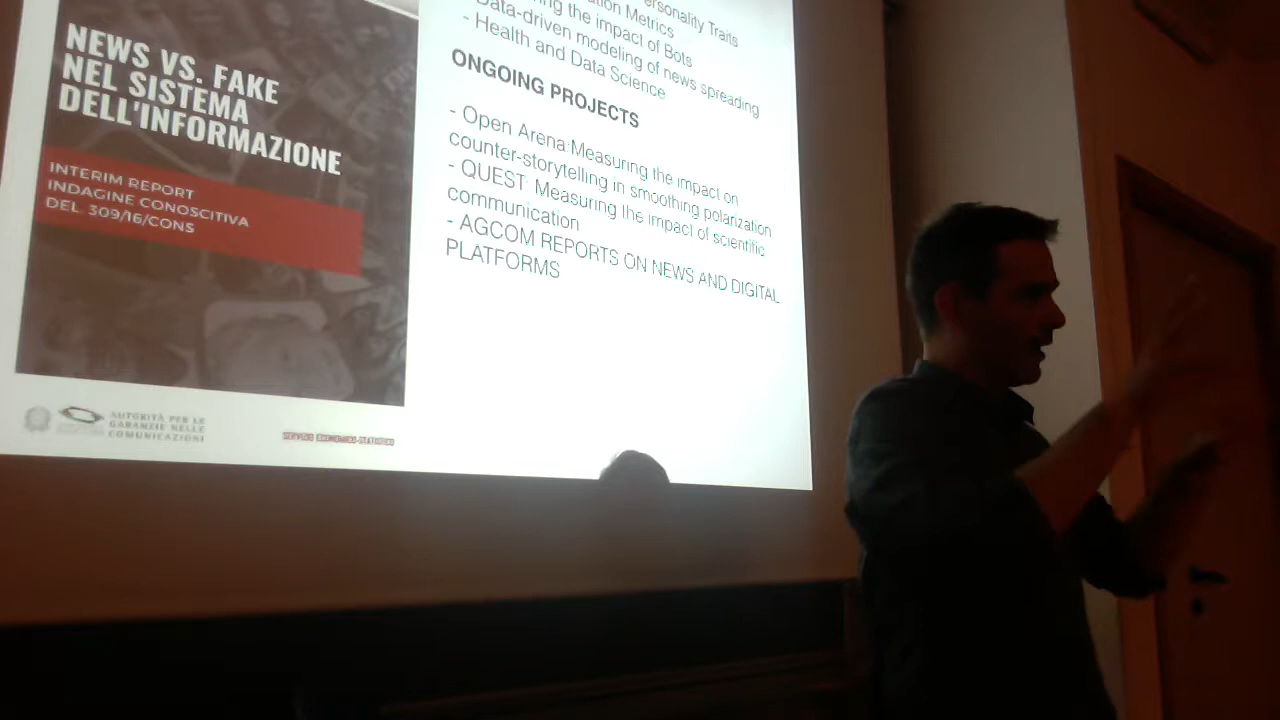 NEWS VS. FAKE
NEL SISTEMA
DELL'INFORMAZIONE
INTERIM REPORT
INDAGINE CONOSCITIVA
DEL. 309/16/CONS
AUTORITÀ PER LE
GARANZIE NELLE
COMUNICAZIONI
SERVIZIO ECONOMICO-STATISTICO
Personality Traits
Metrics
the impact of Bots
- Data-driven modeling of news spreading
- Health and Data Science
ONGOING PROJECTS
- Open Arena:Measuring the impact on
counter-storytelling in smoothing polarization
- QUEST: Measuring the impact of scientific
communication
- AGCOM REPORTS ON NEWS AND DIGITAL
PLATFORMS